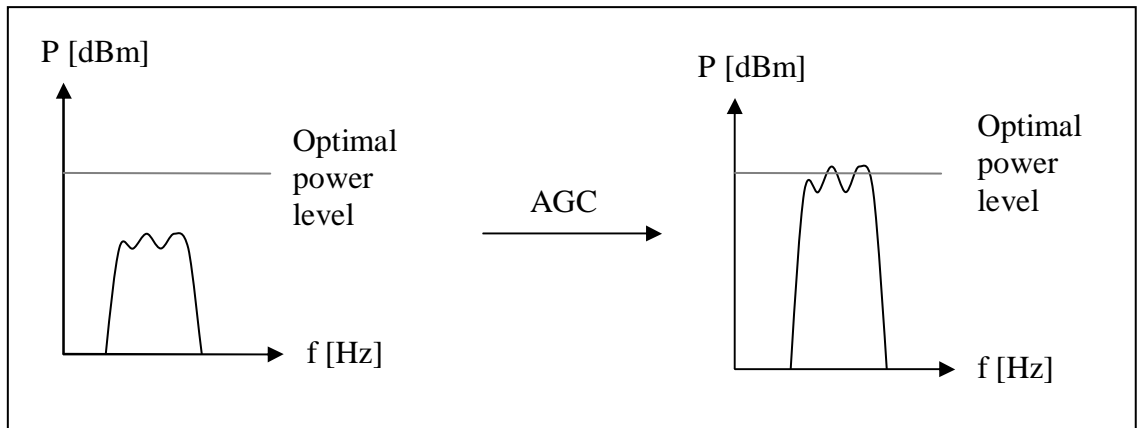 P [dBm]
Optimal
power
level
f [Hz]
AGC
P [dBm]
Optimal
power
level
f [Hz]